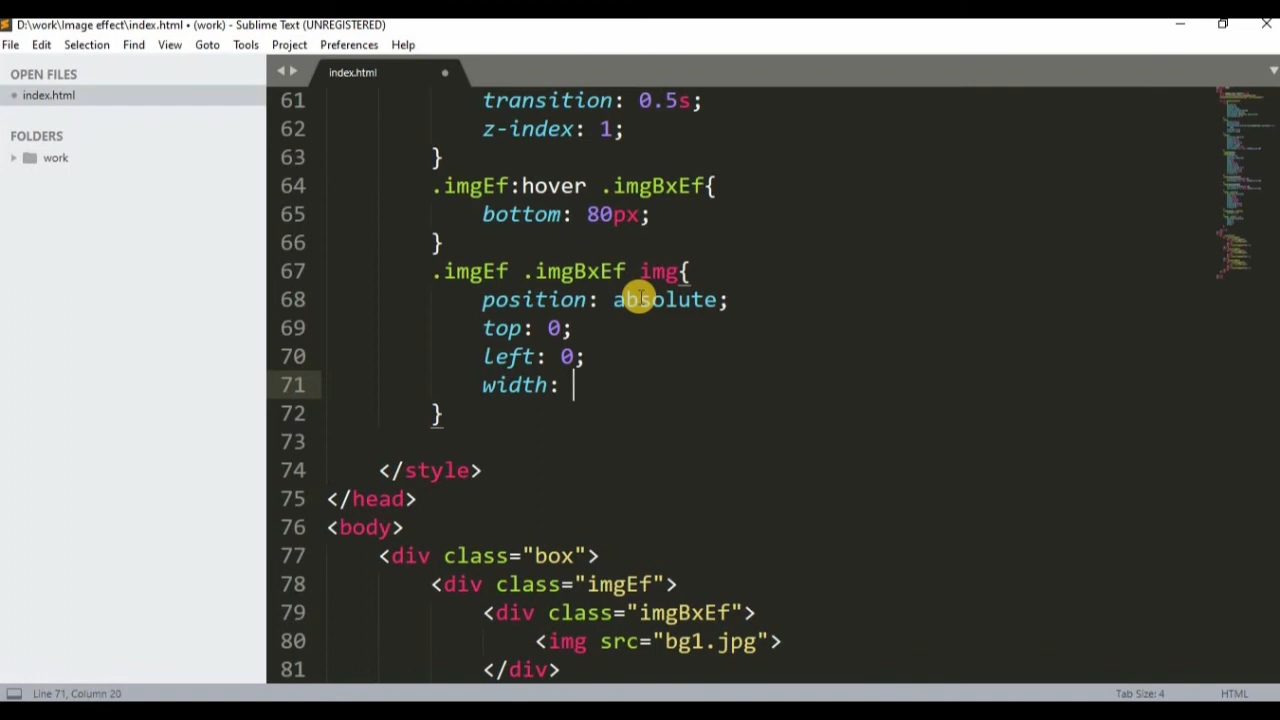 D:\work\Image effect\index.html • (work) - Sublime Text (UNREGISTERED)
File Edit Selection Find View Goto Tools Project Preferences Help
OPEN FILES
index.html
FOLDERS
work
index.html
61 transition: 0.5s;
62 z-index: 1;
63 }
64 .imgEf:hover .imgBxEf{
65 bottom: 80px;
66 }
67 .imgEf .imgBxEf img{
68 position: absolute;
69 top: 0;
70 left: 0;
71 width:
72 }
73
74 </style>
75 </head>
76 <body>
77 <div class="box">
78 <div class="imgEf">
79 <div class="imgBxEf">
80 <img src="bg1.jpg">
81 </div>
Line 71, Column 20
Tab Size: 4
HTML